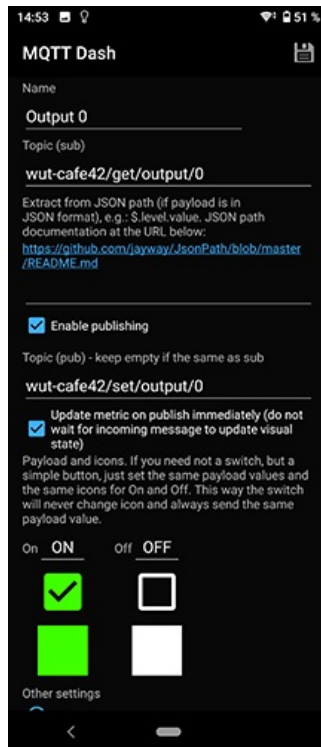 14:53 51 %
MQTT Dash
Name
Output 0
Topic (sub)
wut-cafe42/get/output/0
Extract from JSON path (if payload is in
JSON format), e.g.: $.level.value. JSON path
documentation at the URL below:
https://github.com/jayway/JsonPath/blob/master
/README.md
Enable publishing
Topic (pub) - keep empty if the same as sub
wut-cafe42/set/output/0
Update metric on publish immediately (do not
wait for incoming message to update visual
state)
Payload and icons. If you need not a switch, but a
simple button, just set the same payload values and
the same icons for On and Off. This way the switch
will never change icon and always send the same
payload value.
On ON Off OFF
Other settings